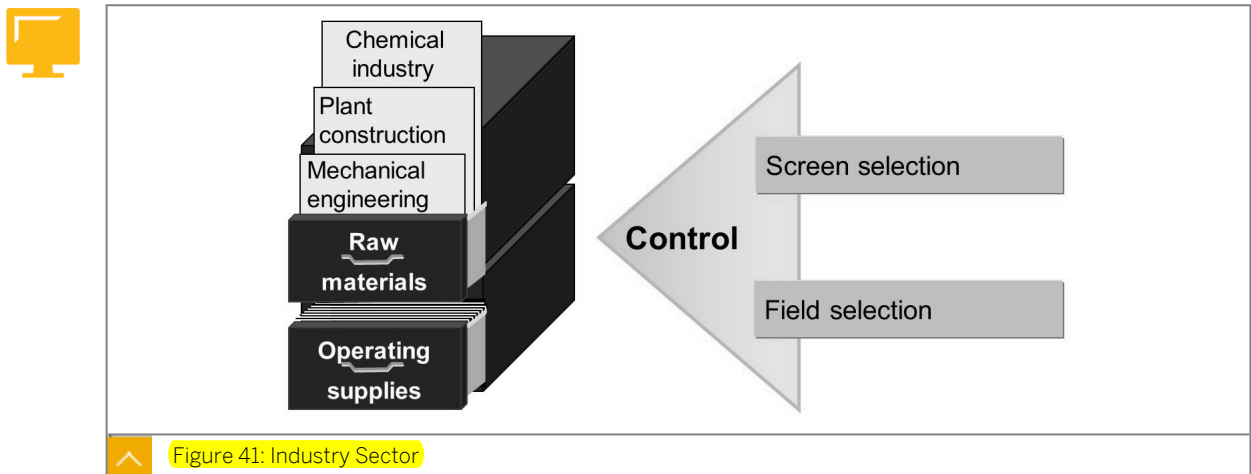 Chemical
industry
Plant
construction
Mechanical
engineering
Raw
materials
Operating
supplies
Control
Screen selection
Field selection
Figure 41: Industry Sector